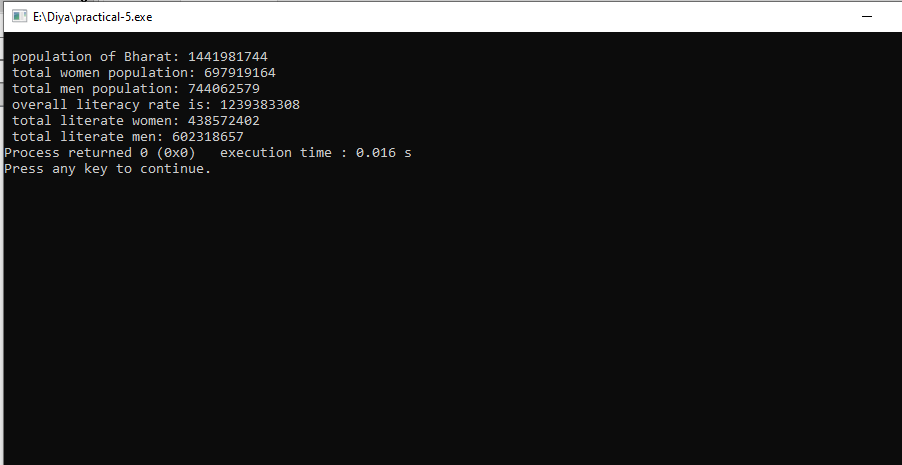 E:\Diya\practical-5.exe
population of Bharat: 1441981744
total women population: 697919164
total men population: 744062579
overall literacy rate is: 1239383308
total literate women: 438572402
total literate men: 602318657
Process returned 0 (0x0)   execution time : 0.016 s
Press any key to continue.